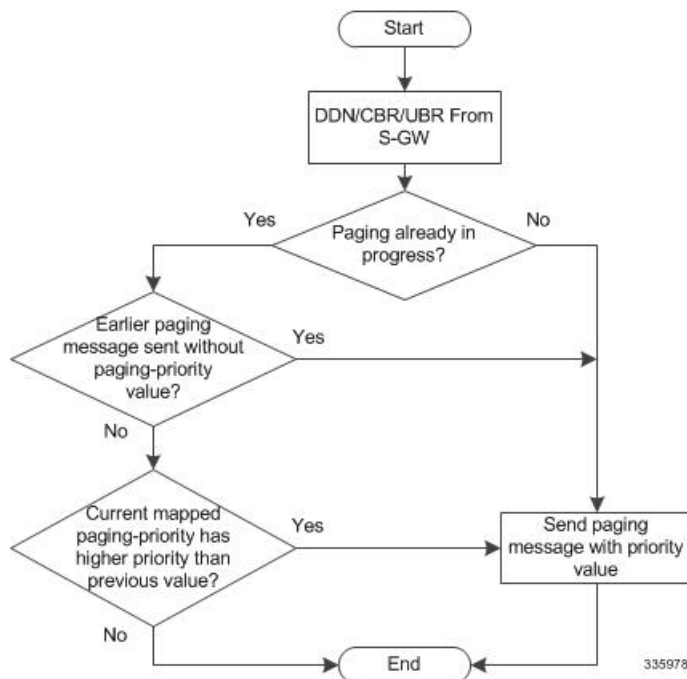 Start
DDN/CBR/UBR From
S-GW
Yes
No
Paging already in
progress?
Earlier paging
message sent without
paging-priority
value?
Yes
No
Current mapped
paging-priority has
higher priority than
previous value?
Yes
Send paging
message with priority
value
No
End
335978